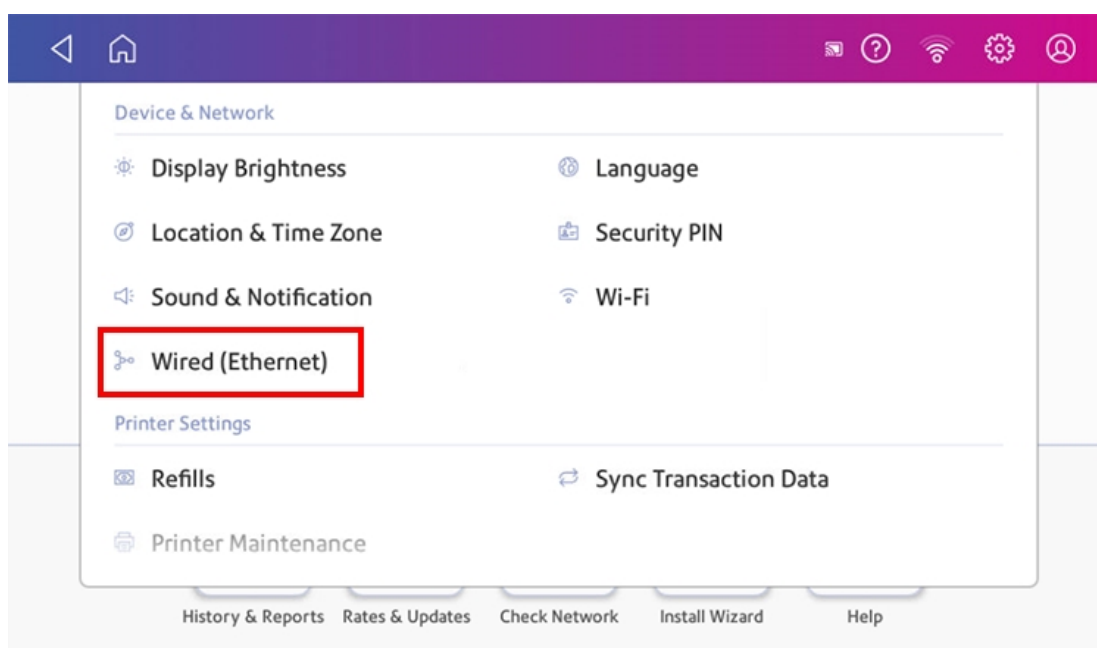 Device & Network
Display Brightness
Language
Location & Time Zone
Security PIN
Sound & Notification
Wi-Fi
Wired (Ethernet)
Printer Settings
Refills
Sync Transaction Data
Printer Maintenance
History & Reports
Rates & Updates
Check Network
Install Wizard
Help